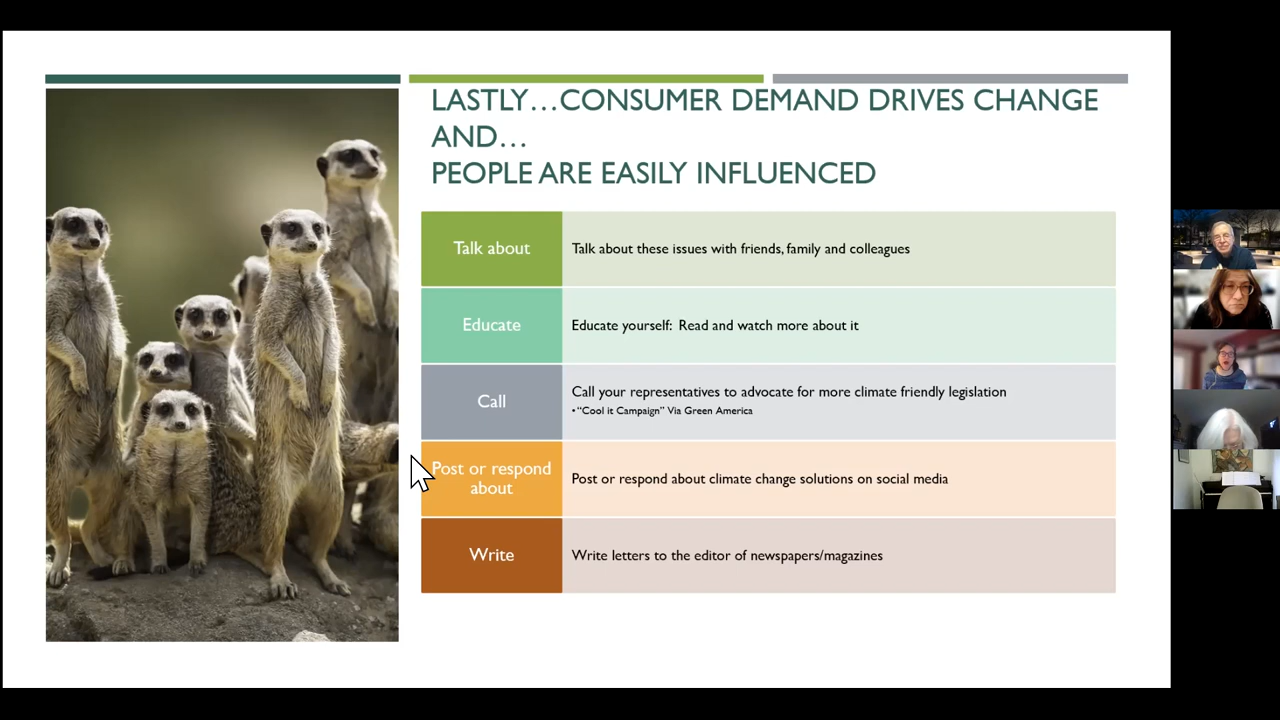 LASTLY…CONSUMER DEMAND DRIVES CHANGE
AND…
PEOPLE ARE EASILY INFLUENCED
Talk about
Talk about these issues with friends, family and colleagues
Educate
Educate yourself: Read and watch more about it
Call
Call your representatives to advocate for more climate friendly legislation
• “Cool it Campaign” Via Green America
Post or respond
about
Post or respond about climate change solutions on social media
Write
Write letters to the editor of newspapers/magazines